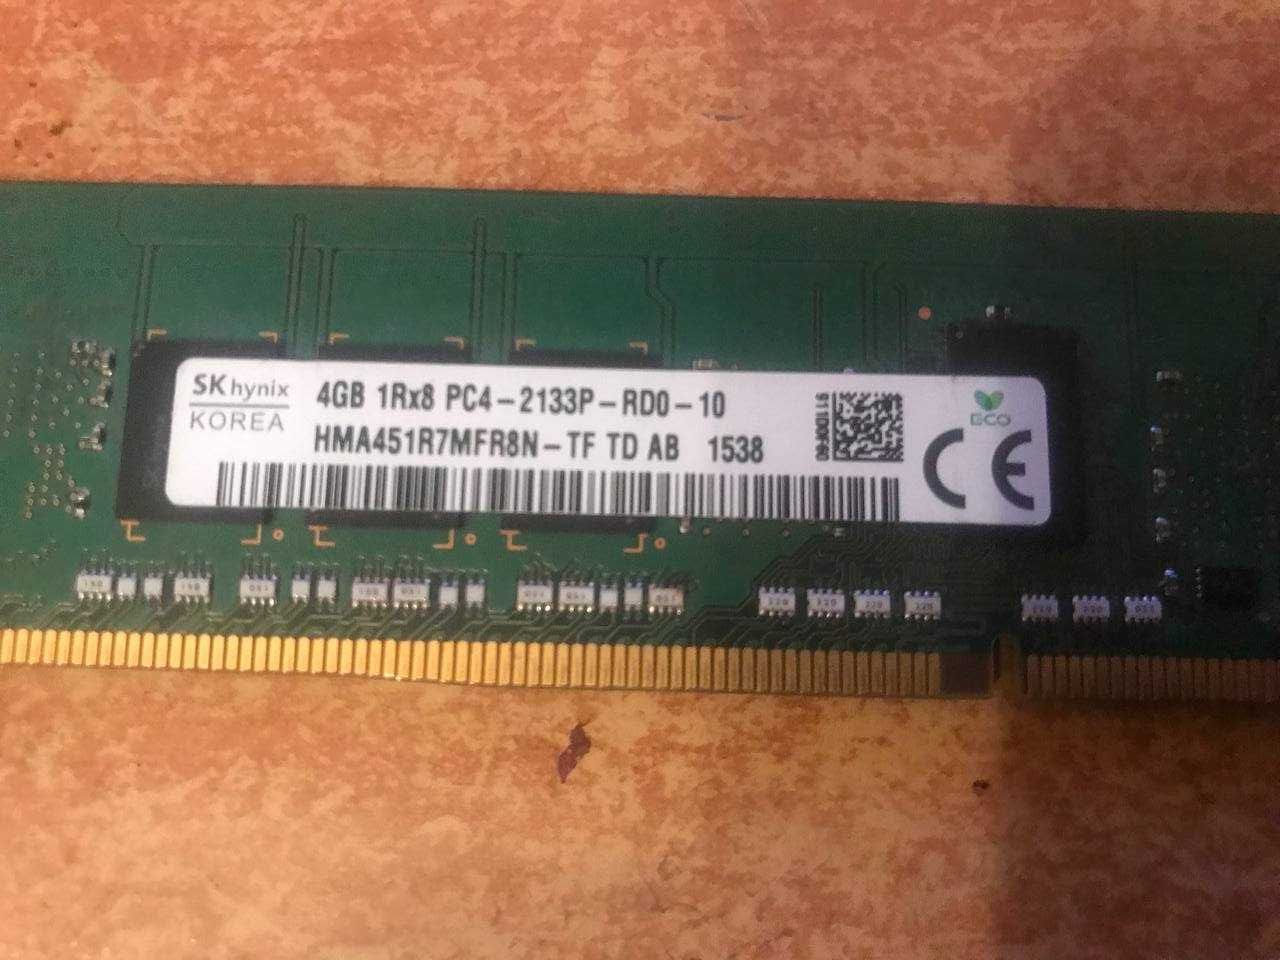 SK hynix
KOREA
4GB 1Rx8 PC4-2133P-RD0-10
HMA451R7MFR8N-TF TD AB 1538
ECO
CE